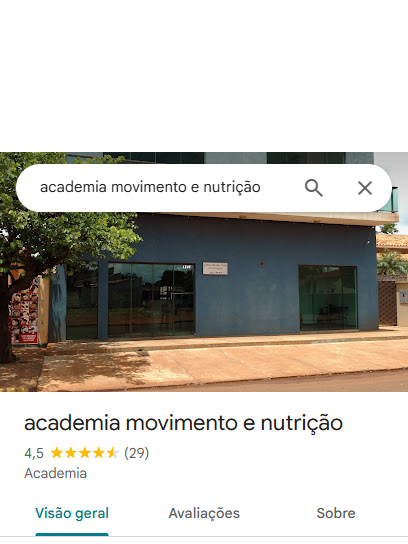 academia movimento e nutrição
academia movimento e nutrição
4,5 (29)
Academia
Visão geral Avaliações Sobre